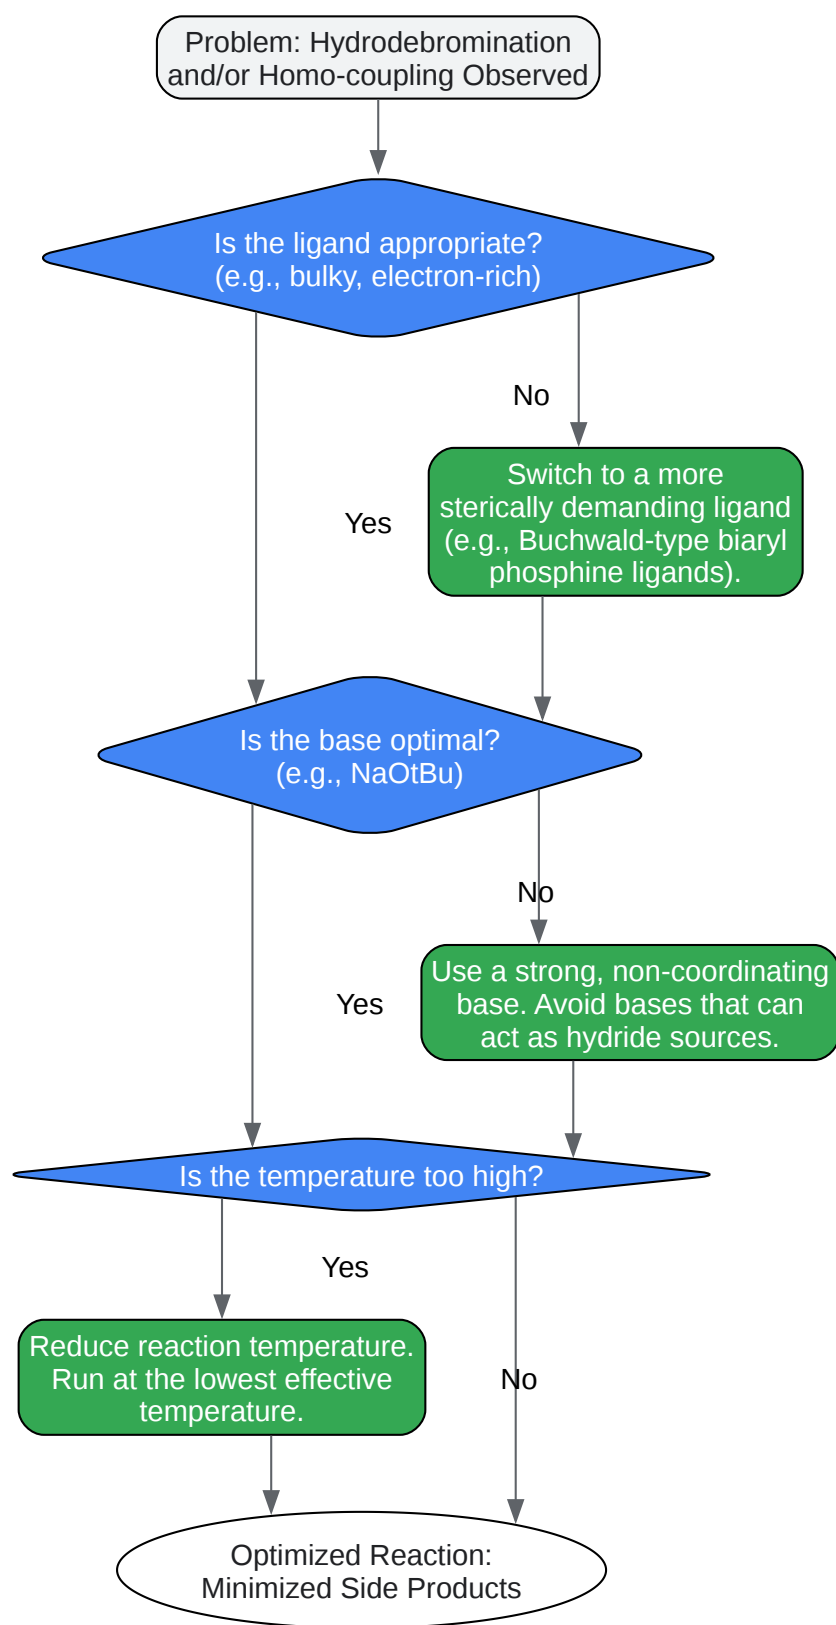 Problem: Hydrodebromination
and/or Homo-coupling Observed
Is the ligand appropriate?
(e.g., bulky, electron-rich)
No
Switch to a more
sterically demanding ligand
(e.g., Buchwald-type biaryl
phosphine ligands).
Yes
Is the base optimal?
(e.g., NaOtBu)
No
Use a strong, non-coordinating
base. Avoid bases that can
act as hydride sources.
Yes
Is the temperature too high?
Yes
Reduce reaction temperature.
Run at the lowest effective
temperature.
No
Optimized Reaction:
Minimized Side Products